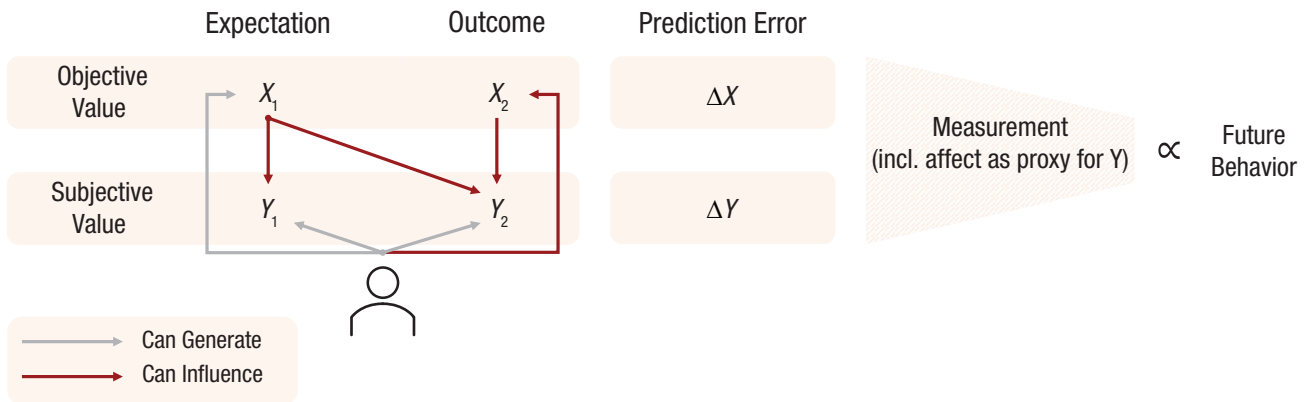 Expectation
Outcome
Prediction Error
Objective
Value
X₁
X₂
ΔX
Measurement
(incl. affect as proxy for Y)
∝
Future
Behavior
Subjective
Value
Y₁
Y₂
ΔY
Can Generate
Can Influence